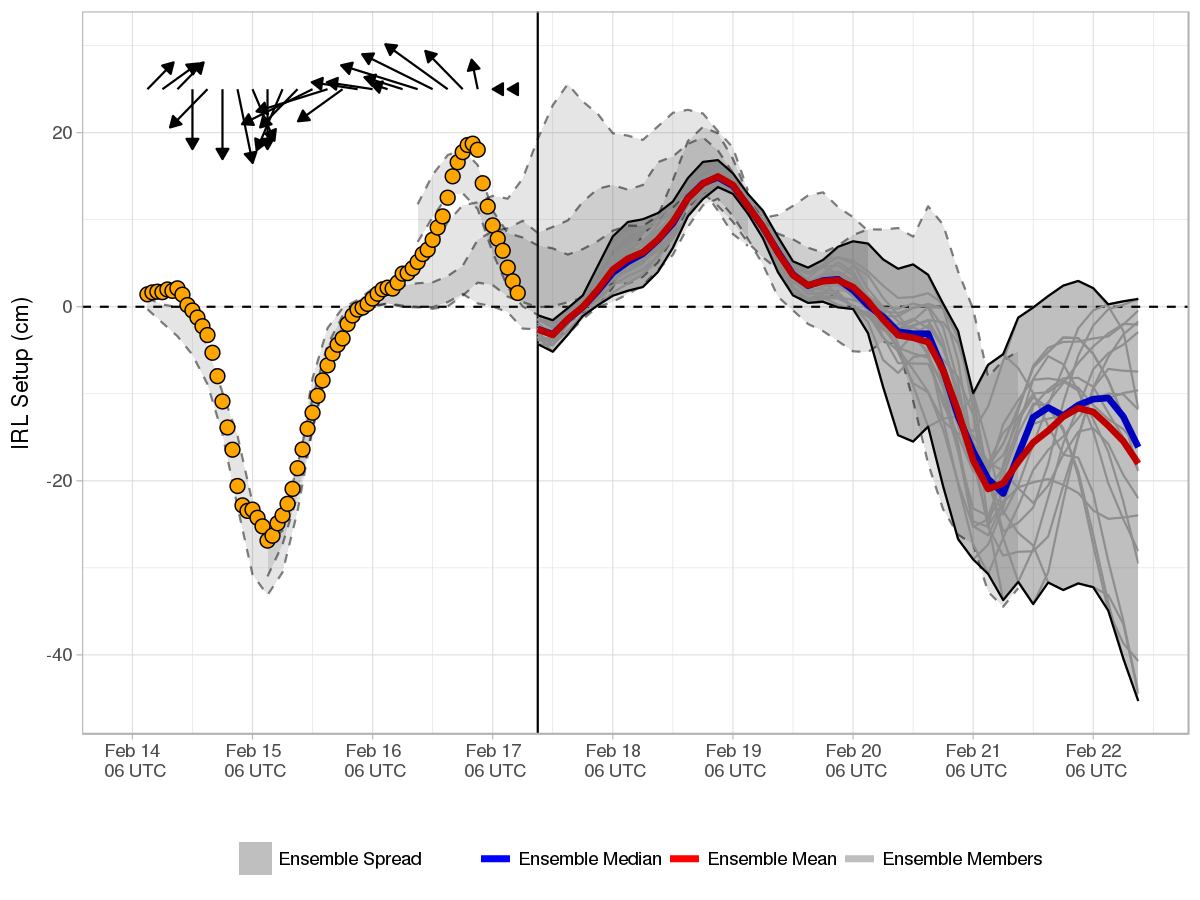 IRL Setup (cm)
20
0
-20
-40
Feb 14 Feb 15 Feb 16 Feb 17 Feb 18 Feb 19 Feb 20 Feb 21 Feb 22
06 UTC 06 UTC 06 UTC 06 UTC 06 UTC 06 UTC 06 UTC 06 UTC 06 UTC
Ensemble Spread Ensemble Median Ensemble Mean Ensemble Members